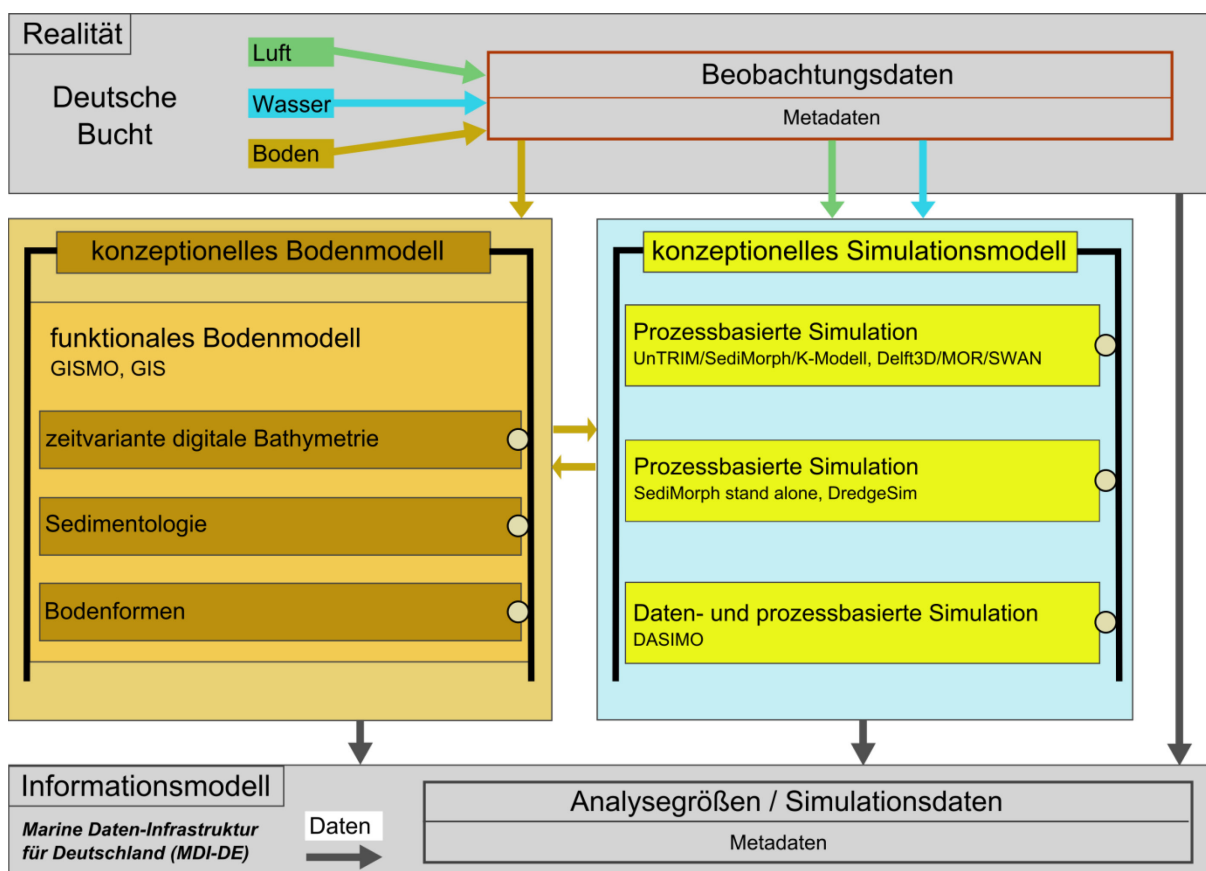 Realität
Deutsche
Bucht
Luft
Wasser
Boden
Beobachtungsdaten
Metadaten
konzeptionelles Bodenmodell
funktionales Bodenmodell
GISMO, GIS
zeitvariante digitale Bathymetrie
Sedimentologie
Bodenformen
konzeptionelles Simulationsmodell
Prozessbasierte Simulation
UnTRIM/SediMorph/K-Modell, Delft3D/MOR/SWAN
Prozessbasierte Simulation
SediMorph stand alone, DredgeSim
Daten- und prozessbasierte Simulation
DASIMO
Informationsmodell
Marine Daten-Infrastruktur
für Deutschland (MDI-DE)
Daten
Analysegrößen / Simulationsdaten
Metadaten